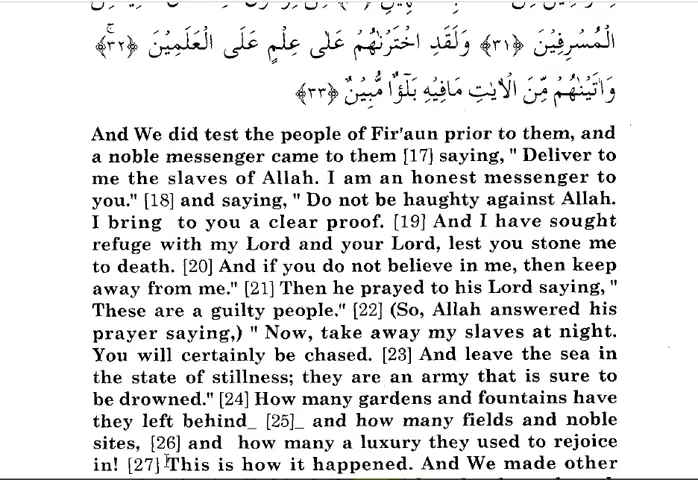 الْمُسْرِفِيْنَ ﴿٣١﴾ وَلَقَدِ اخْتَرْنٰهُمْ عَلٰى عِلْمٍ عَلَى الْعٰلَمِيْنَ ﴿٣٢﴾
وَاٰتَيْنٰهُمْ مِّنَ الْاٰيٰتِ مَافِيْهِ بَلٰٓؤٌا مُّبِيْنٌ ﴿٣٣﴾
And We did test the people of Fir'aun prior to them, and
a noble messenger came to them [17] saying, " Deliver to
me the slaves of Allah. I am an honest messenger to
you." [18] and saying, " Do not be haughty against Allah.
I bring to you a clear proof. [19] And I have sought
refuge with my Lord and your Lord, lest you stone me
to death. [20] And if you do not believe in me, then keep
away from me." [21] Then he prayed to his Lord saying, "
These are a guilty people." [22] (So, Allah answered his
prayer saying,) " Now, take away my slaves at night.
You will certainly be chased. [23] And leave the sea in
the state of stillness; they are an army that is sure to
be drowned." [24] How many gardens and fountains have
they left behind_ [25]_ and how many fields and noble
sites, [26] and how many a luxury they used to rejoice
in! [27] This is how it happened. And We made other